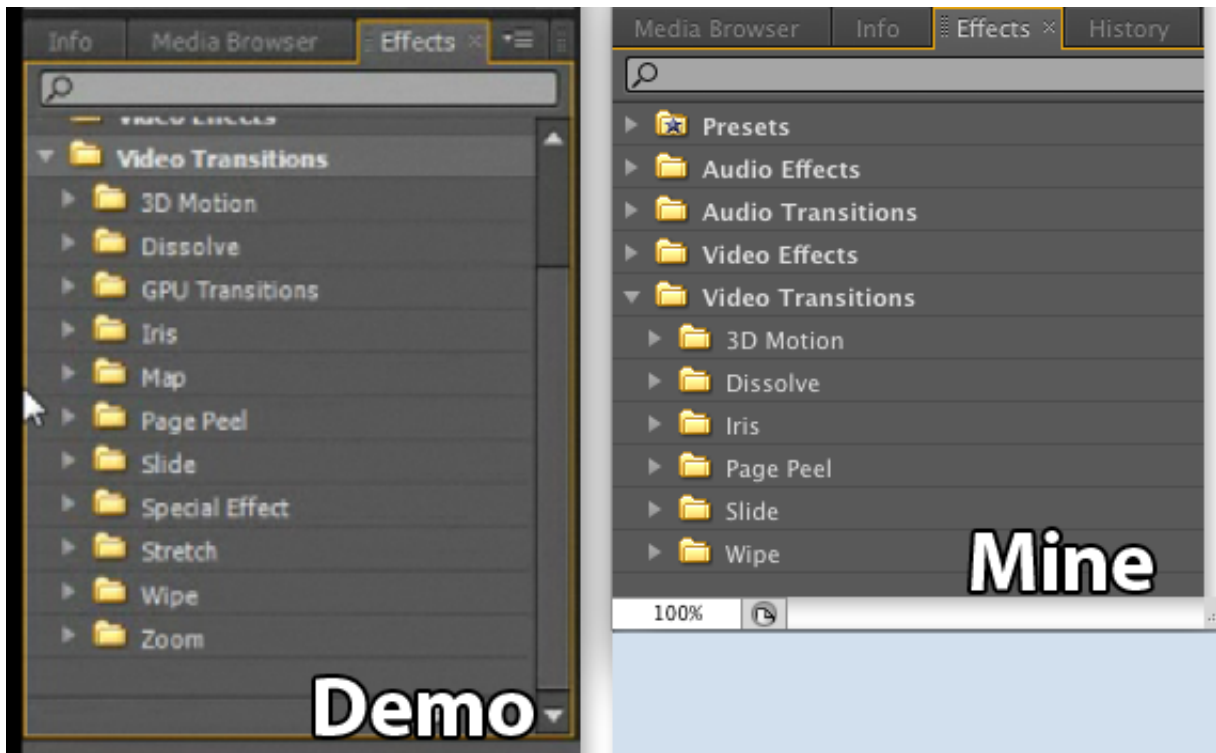 Info Media Browser Effects ×
Video Effects
Video Transitions
3D Motion
Dissolve
GPU Transitions
Iris
Map
Page Peel
Slide
Special Effect
Stretch
Wipe
Zoom
Demo
Media Browser Info Effects × History
Presets
Audio Effects
Audio Transitions
Video Effects
Video Transitions
3D Motion
Dissolve
Iris
Page Peel
Slide
Wipe
Mine
100%